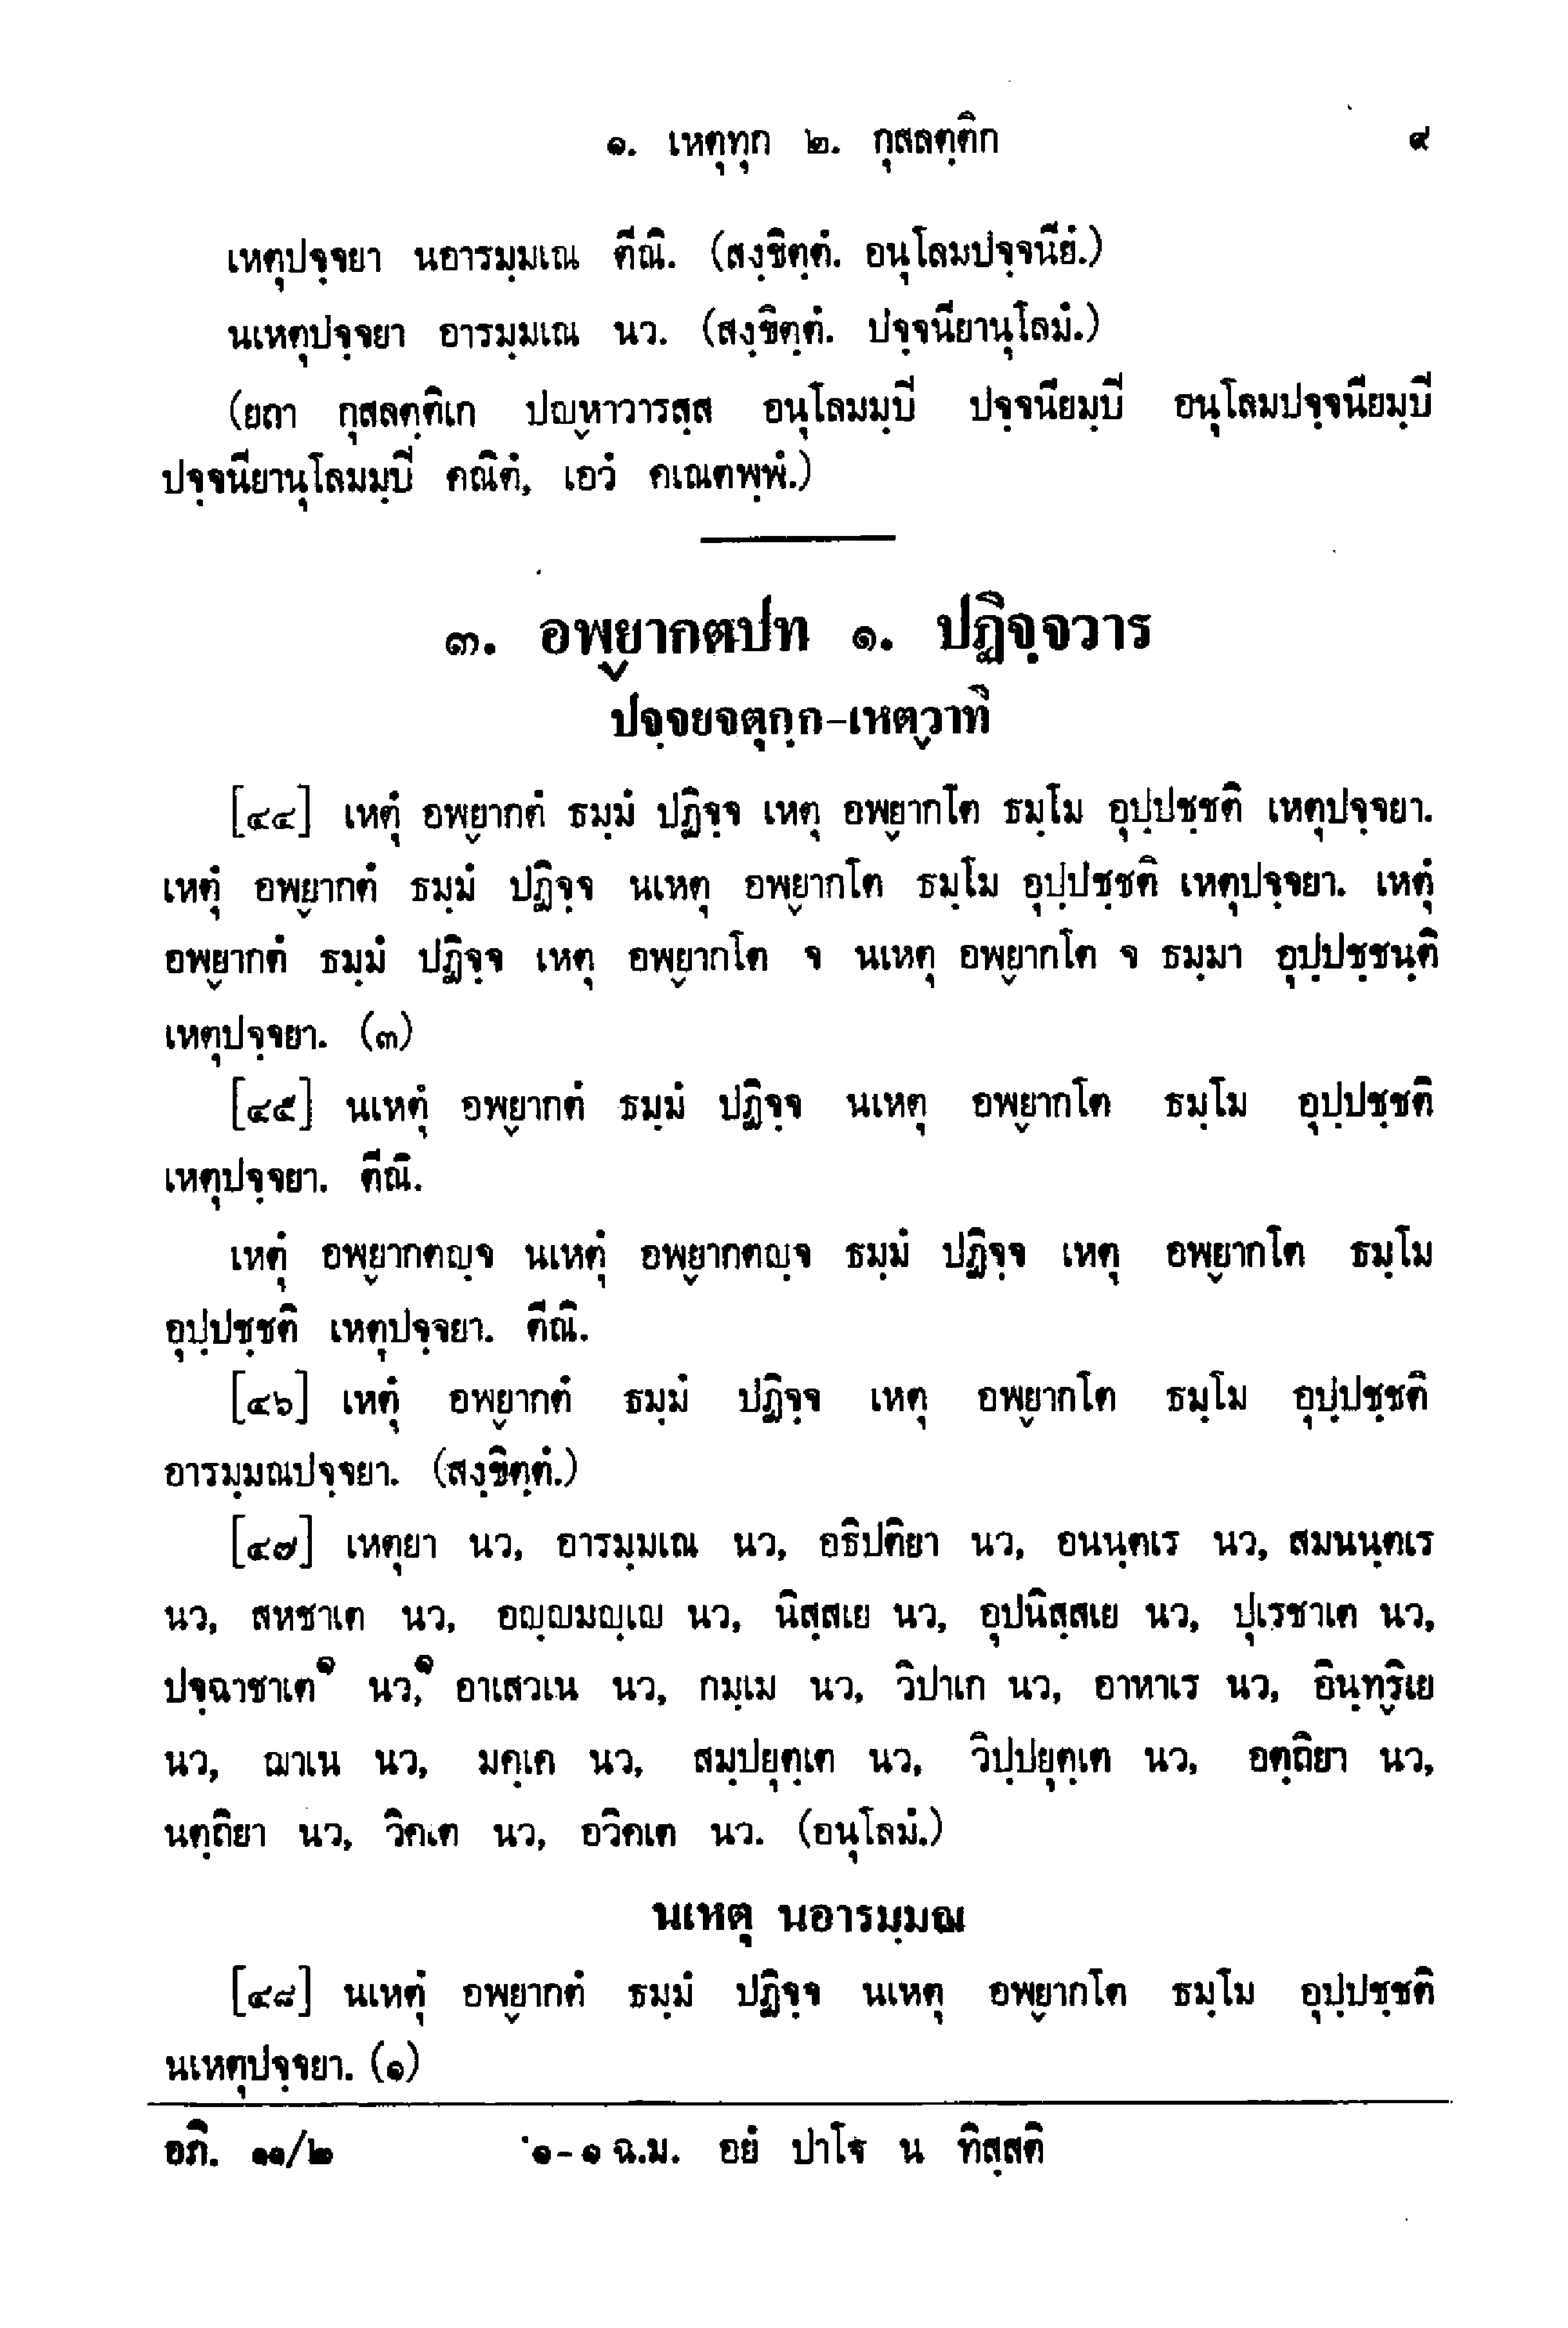 ๑. เหตุทุก ๒. กุสลตฺติก ๙
เหตุปจฺจยา นอารมฺมเณ ตีณิ. (สงฺขิตฺตํ. อนุโลมปจฺจนียํ.)
นเหตุปจฺจยา อารมฺมเณ นว. (สงฺขิตฺตํ. ปจฺจนียานุโลมํ.)
(ยถา กุสลตฺติเก ปญฺหาวารสฺส อนุโลมมฺปิ ปจฺจนียมฺปิ อนุโลมปจฺจนียมฺปิ
ปจฺจนียานุโลมมฺปิ คณิตํ, เอวํ คเณตพฺพํ.)
๓. อพฺยากตปท ๑. ปฏิจฺจวาร
ปจฺจยจตุกฺก-เหตฺวาทิ
[๔๔] เหตุํ อพฺยากตํ ธมฺมํ ปฏิจฺจ เหตุ อพฺยากโต ธมฺโม อุปฺปชฺชติ เหตุปจฺจยา.
เหตุํ อพฺยากตํ ธมฺมํ ปฏิจฺจ นเหตุ อพฺยากโต ธมฺโม อุปฺปชฺชติ เหตุปจฺจยา. เหตุํ
อพฺยากตํ ธมฺมํ ปฏิจฺจ เหตุ อพฺยากโต จ นเหตุ อพฺยากโต จ ธมฺมา อุปฺปชฺชนฺติ
เหตุปจฺจยา. (๓)
[๔๕] นเหตุํ อพฺยากตํ ธมฺมํ ปฏิจฺจ นเหตุ อพฺยากโต ธมฺโม อุปฺปชฺชติ
เหตุปจฺจยา. ตีณิ.
เหตุํ อพฺยากตญฺจ นเหตุํ อพฺยากตญฺจ ธมฺมํ ปฏิจฺจ เหตุ อพฺยากโต ธมฺโม
อุปฺปชฺชติ เหตุปจฺจยา. ตีณิ.
[๔๖] เหตุํ อพฺยากตํ ธมฺมํ ปฏิจฺจ เหตุ อพฺยากโต ธมฺโม อุปฺปชฺชติ
อารมฺมณปจฺจยา. (สงฺขิตฺตํ.)
[๔๗] เหตุยา นว, อารมฺมเณ นว, อธิปติยา นว, อนนฺตเร นว, สมนนฺตเร
นว, สหชาเต นว, อญฺญมญฺเญ นว, นิสฺสเย นว, อุปนิสฺสเย นว, ปุเรชาเต นว,
ปจฺฉาชาเต๑ นว,๑ อาเสวเน นว, กมฺเม นว, วิปาเก นว, อาหาเร นว, อินฺทฺริเย
นว, ฌาเน นว, มคฺเค นว, สมฺปยุตฺเต นว, วิปฺปยุตฺเต นว, อตฺถิยา นว,
นตฺถิยา นว, วิคเต นว, อวิคเต นว. (อนุโลมํ.)
นเหตุ นอารมฺมณ
[๔๘] นเหตุํ อพฺยากตํ ธมฺมํ ปฏิจฺจ นเหตุ อพฺยากโต ธมฺโม อุปฺปชฺชติ
นเหตุปจฺจยา. (๑)
อภิ. ๑๑/๒ ๑-๑ ฉ.ม. อยํ ปาโฐ น ทิสฺสติ